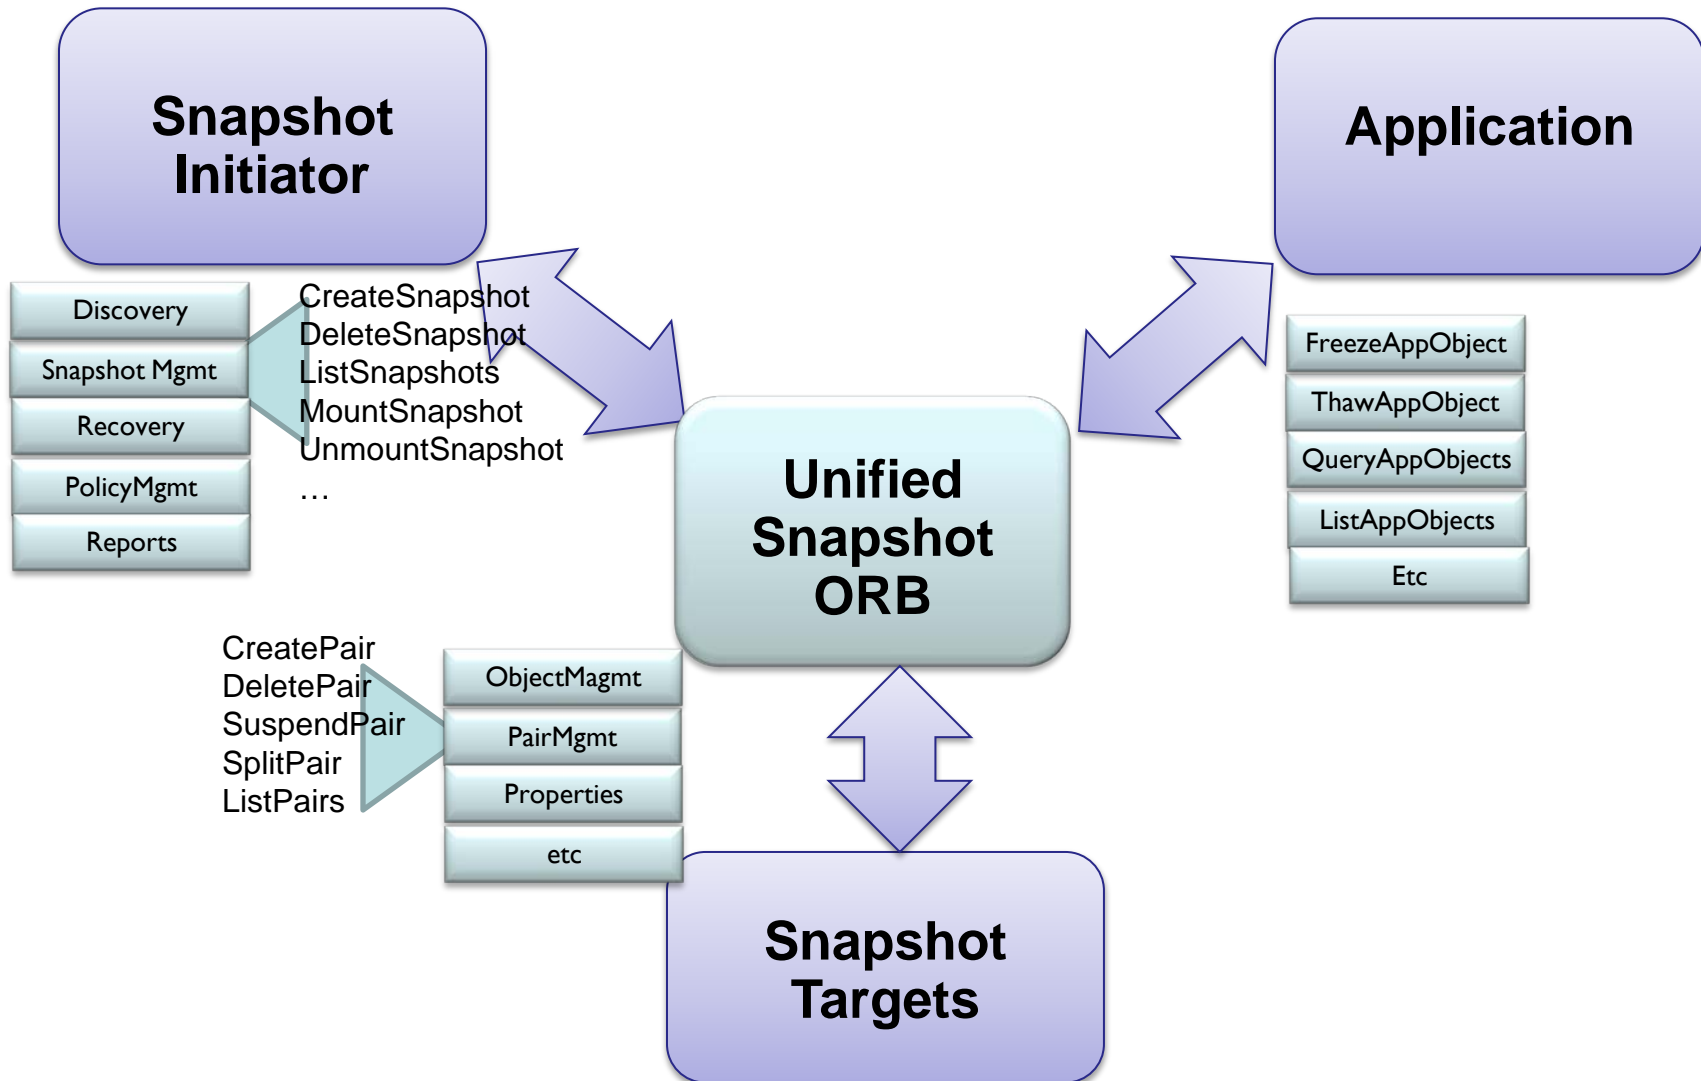 Snapshot
Initiator
Application
Discovery
Snapshot Mgmt
Recovery
PolicyMgmt
Reports
CreateSnapshot
DeleteSnapshot
ListSnapshots
MountSnapshot
UnmountSnapshot
…
FreezeAppObject
ThawAppObject
QueryAppObjects
ListAppObjects
Etc
Unified
Snapshot
ORB
CreatePair
DeletePair
SuspendPair
SplitPair
ListPairs
ObjectMagmt
PairMgmt
Properties
etc
Snapshot
Targets